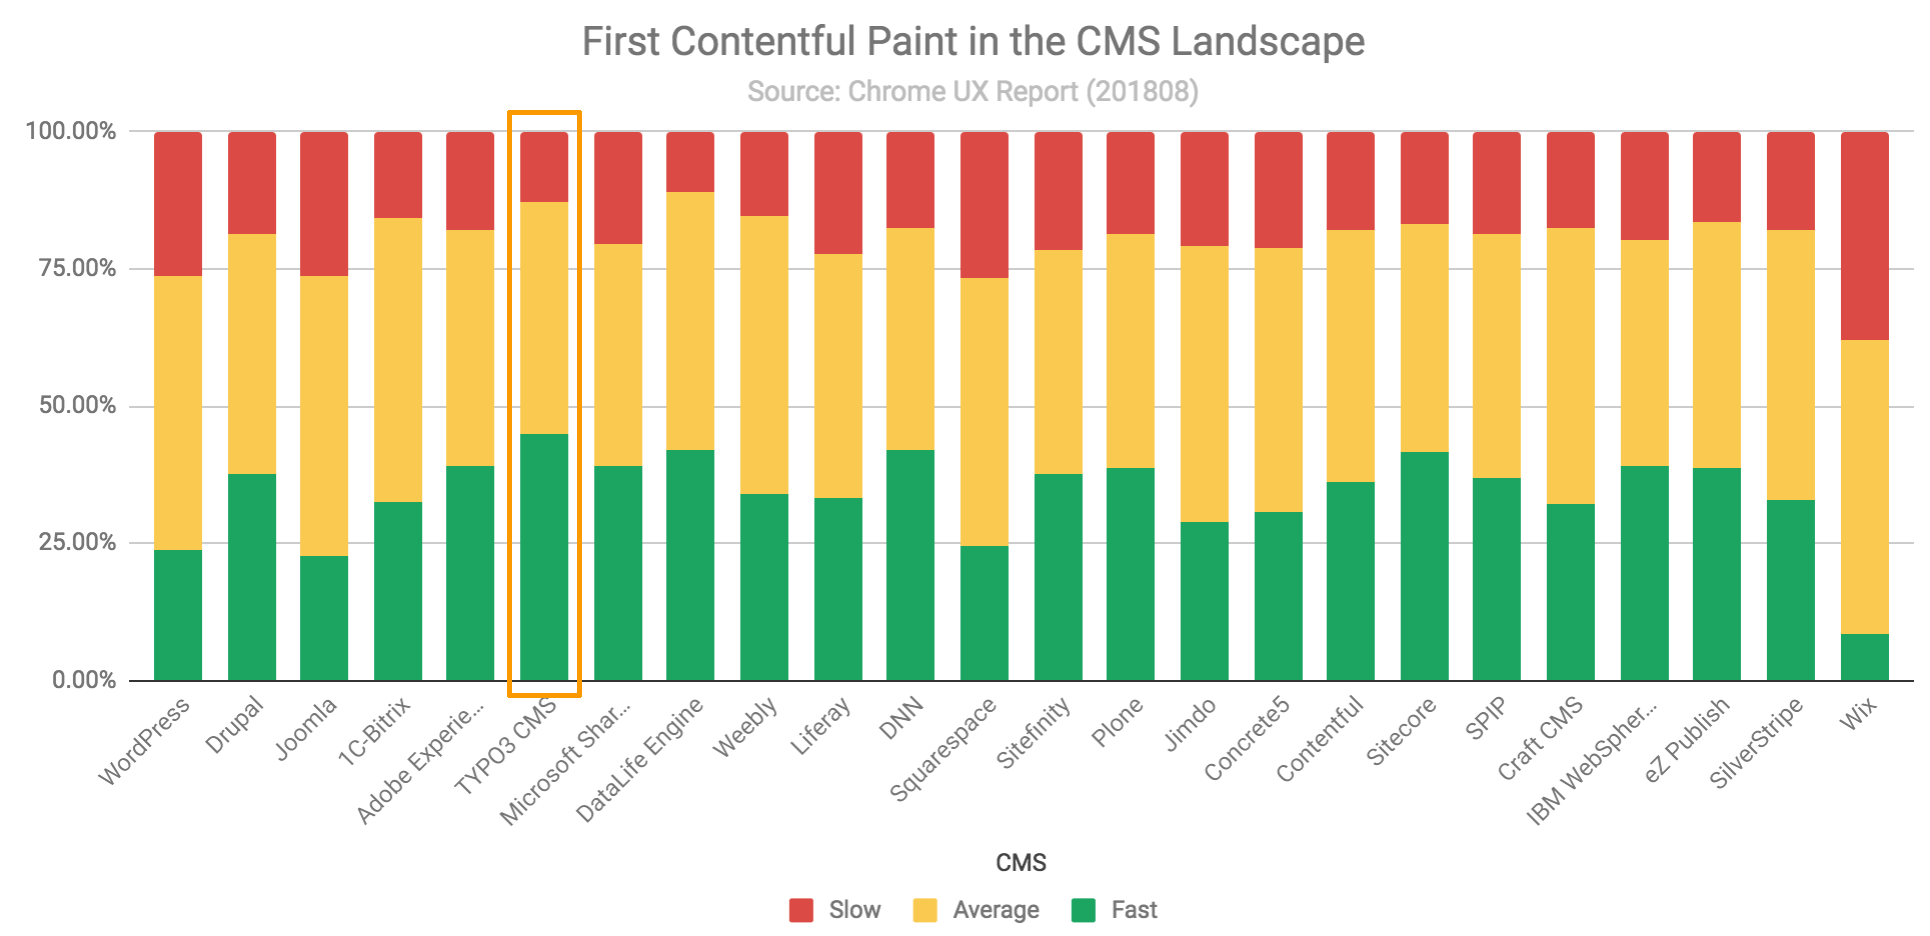 First Contentful Paint in the CMS Landscape
Source: Chrome UX Report (201808)
100.00%
75.00%
50.00%
25.00%
0.00%
WordPress
Drupal
Joomla
1C-Bitrix
Adobe Experie...
TYPO3 CMS
Microsoft Shar...
DataLife Engine
Weebly
Liferay
DNN
Squarespace
Sitefinity
Plone
Jimdo
Concrete5
Contentful
Sitecore
SPIP
Craft CMS
IBM WebSpher...
eZ Publish
SilverStripe
Wix
CMS
Slow Average Fast